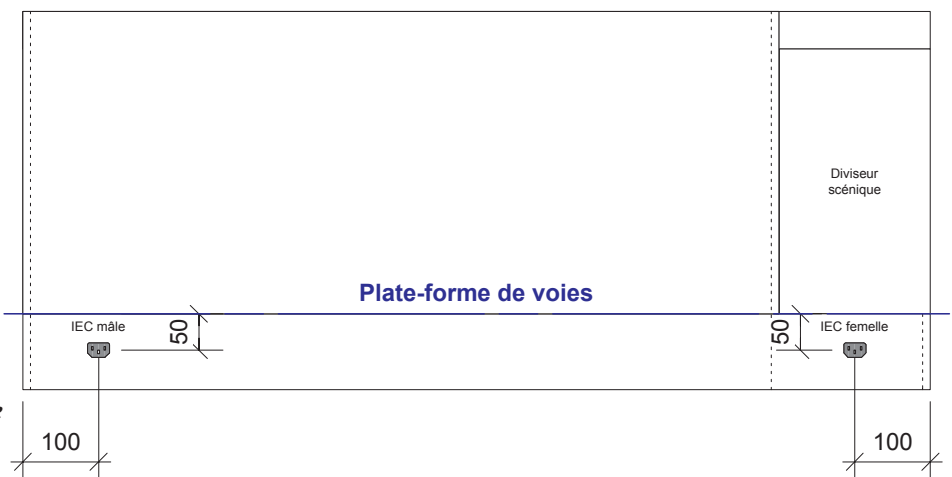 Diviseur
scénique
Plate-forme de voies
IEC mâle
50
50
IEC femelle
100
100